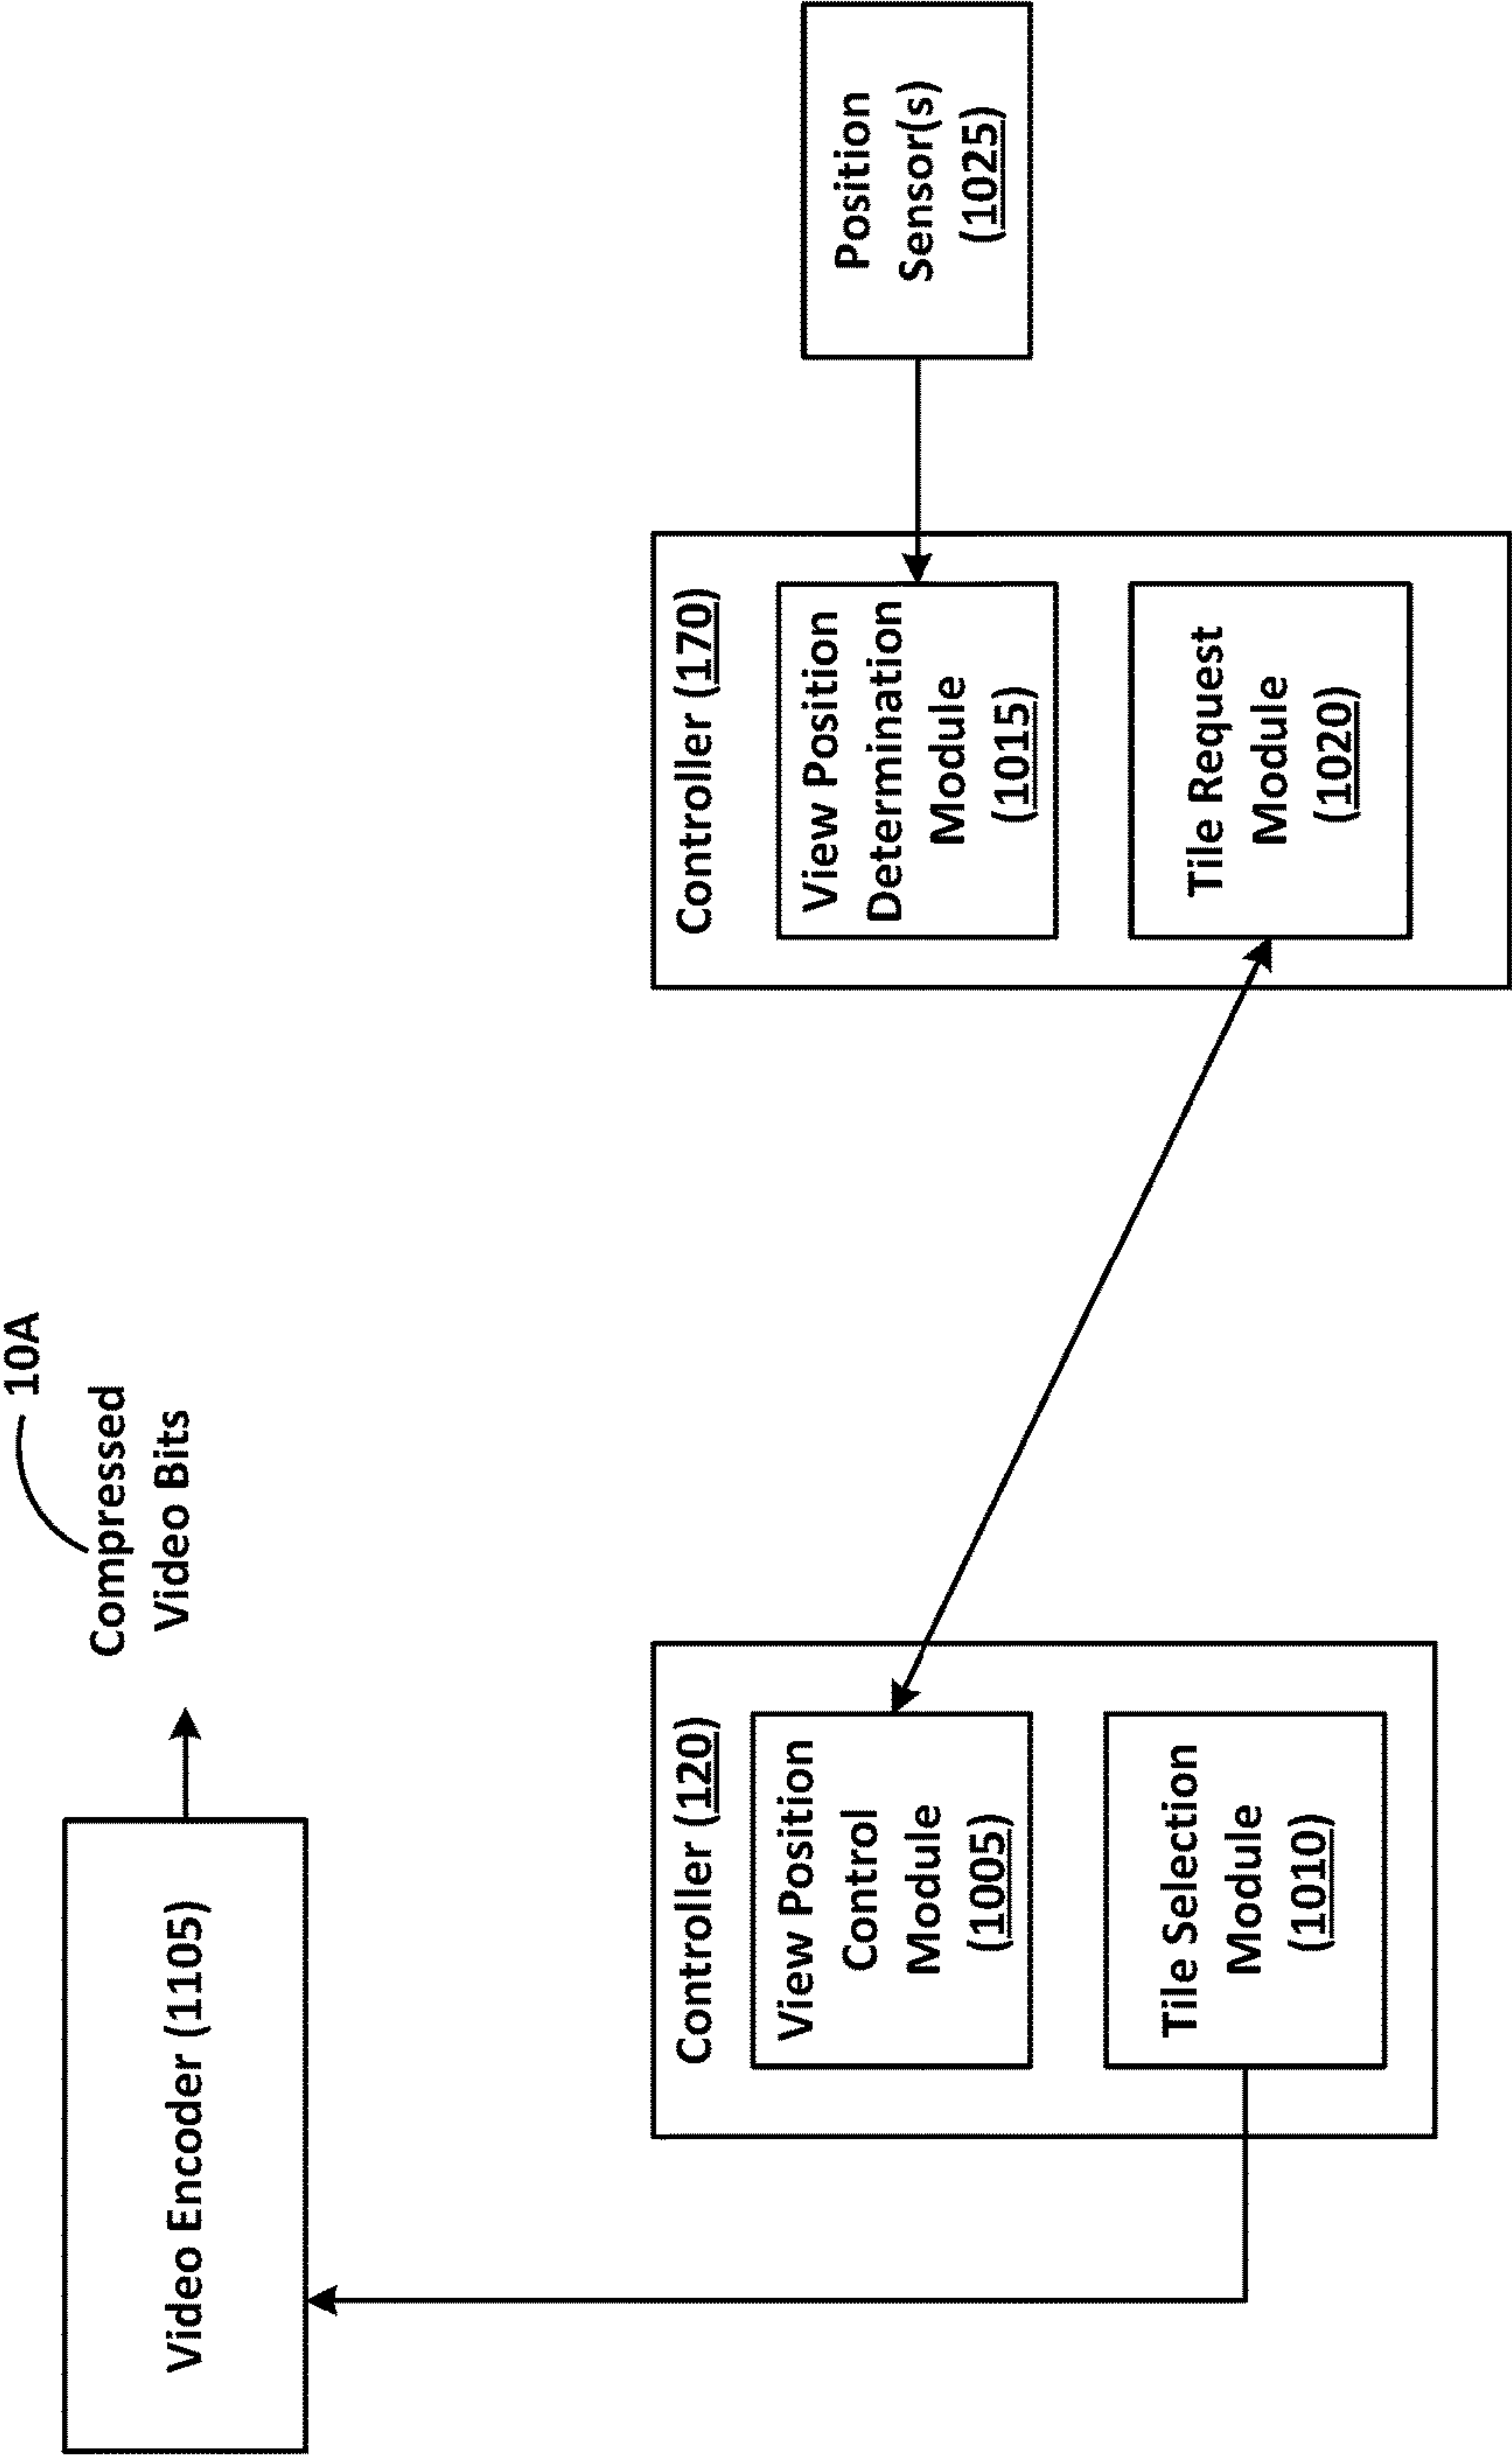 Video Encoder (1105)
10A
Compressed
Video Bits
Controller (120)
View Position
Control
Module
(1005)
Tile Selection
Module
(1010)
Controller (170)
View Position
Determination
Module
(1015)
Tile Request
Module
(1020)
Position
Sensor(s)
(1025)